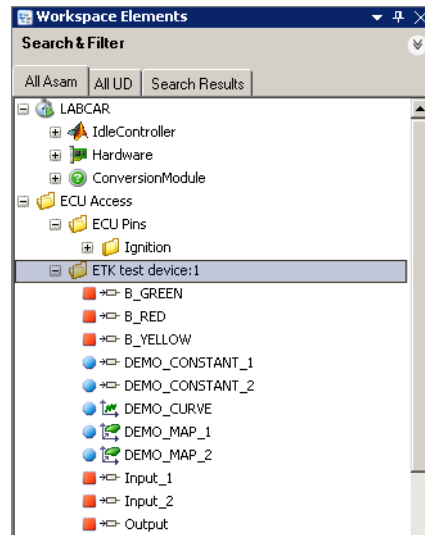 Workspace Elements
Search & Filter
All Asam All UD Search Results
LABCAR
IdleController
Hardware
ConversionModule
ECU Access
ECU Pins
Ignition
ETK test device:1
B_GREEN
B_RED
B_YELLOW
DEMO_CONSTANT_1
DEMO_CONSTANT_2
DEMO_CURVE
DEMO_MAP_1
DEMO_MAP_2
Input_1
Input_2
Output